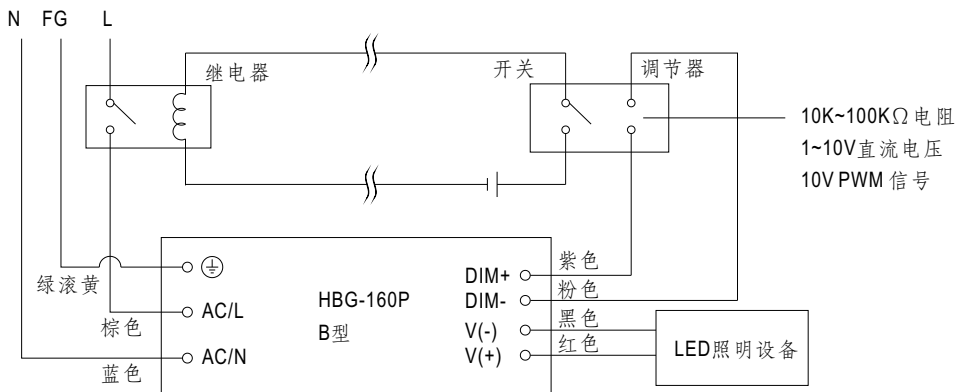 N FG L
继电器
开关
调节器
10K~100KΩ电阻
1~10V直流电压
10V PWM 信号
绿滚黄
棕色
蓝色
AC/L
AC/N
HBG-160P
B型
DIM+
DIM-
V(-)
V(+)
紫色
粉色
黑色
红色
LED照明设备